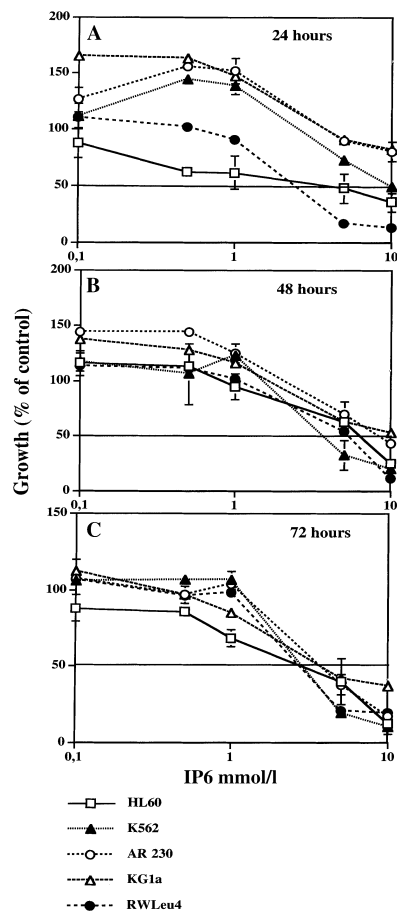 200
A
24 hours
150
100
50
0
0,1
1
10
200
B
48 hours
150
100
50
0
0,1
1
10
Growth (% of control)
150
C
72 hours
100
50
0
0,1
1
10
IP6 mmol/l
HL60
K562
AR 230
KG1a
RWLeu4